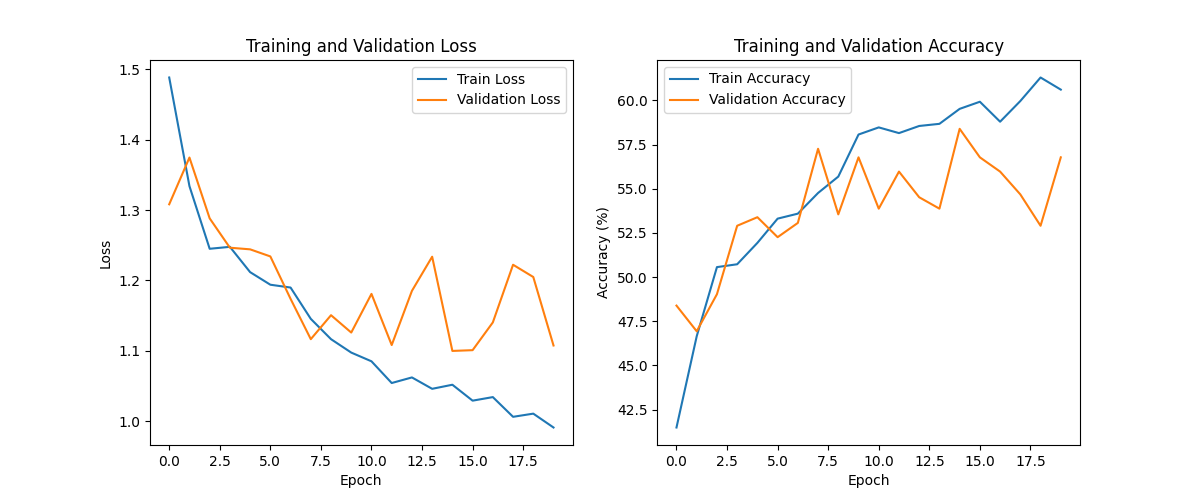 Training and Validation Loss
Train Loss
Validation Loss
1.5
1.4
1.3
1.2
1.1
1.0
Loss
0.0 2.5 5.0 7.5 10.0 12.5 15.0 17.5
Epoch
Training and Validation Accuracy
Train Accuracy
Validation Accuracy
60.0
57.5
55.0
52.5
50.0
47.5
45.0
42.5
Accuracy (%)
0.0 2.5 5.0 7.5 10.0 12.5 15.0 17.5
Epoch